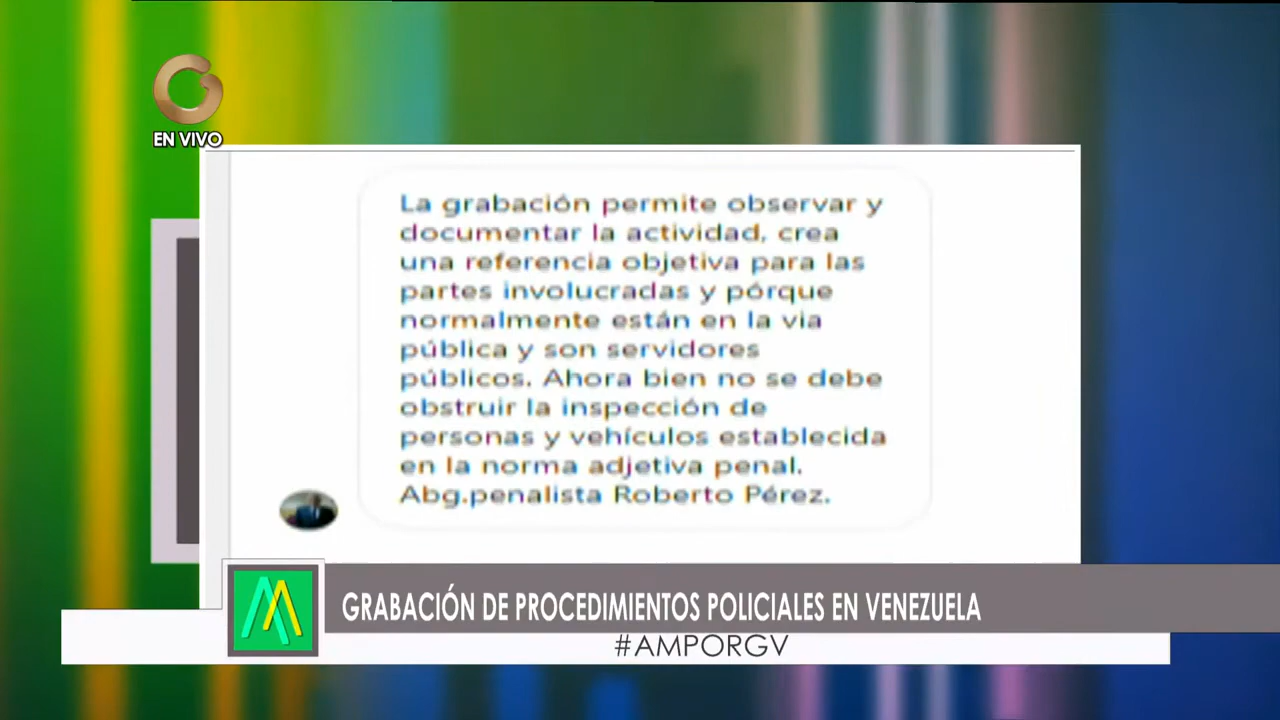 EN VIVO
La grabación permite observar y
documentar la actividad, crea
una referencia objetiva para las
partes involucradas y pórque
normalmente están en la via
pública y son servidores
públicos. Ahora bien no se debe
obstruir la inspección de
personas y vehículos establecida
en la norma adjetiva penal.
Abg.penalista Roberto Pérez.
GRABACIÓN DE PROCEDIMIENTOS POLICIALES EN VENEZUELA
#AMPORGV